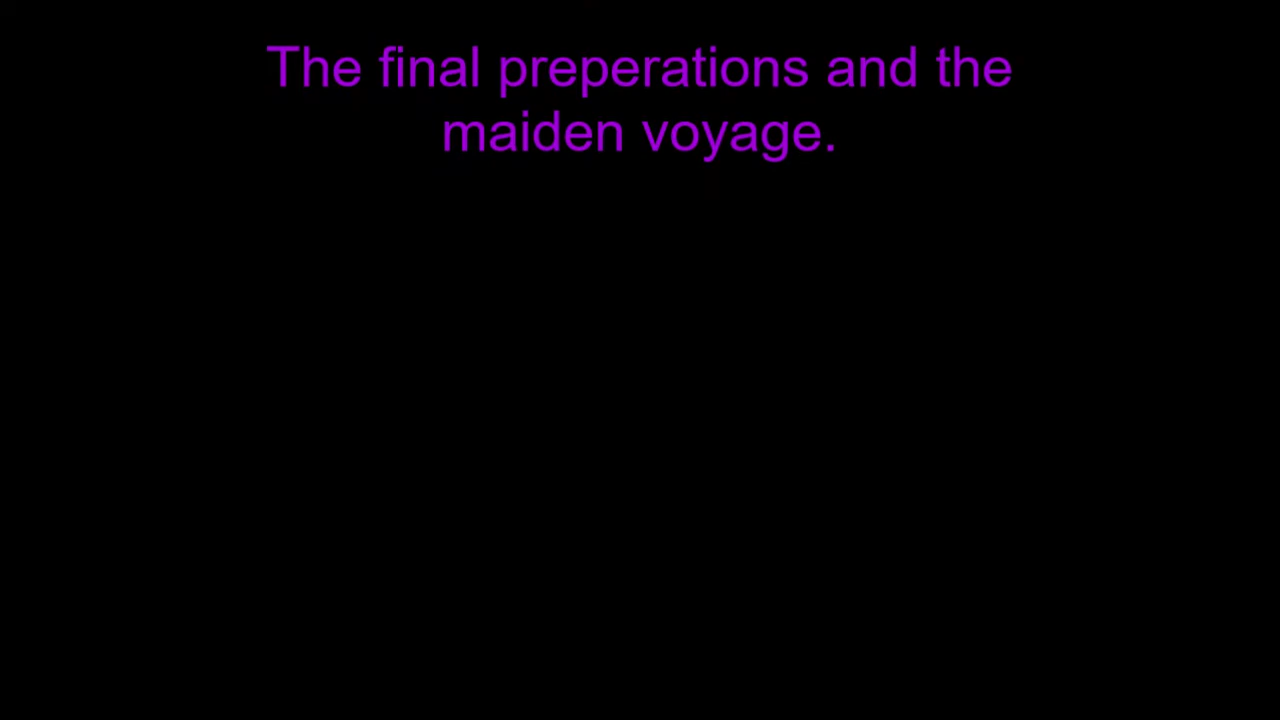 The final preperations and the
maiden voyage.